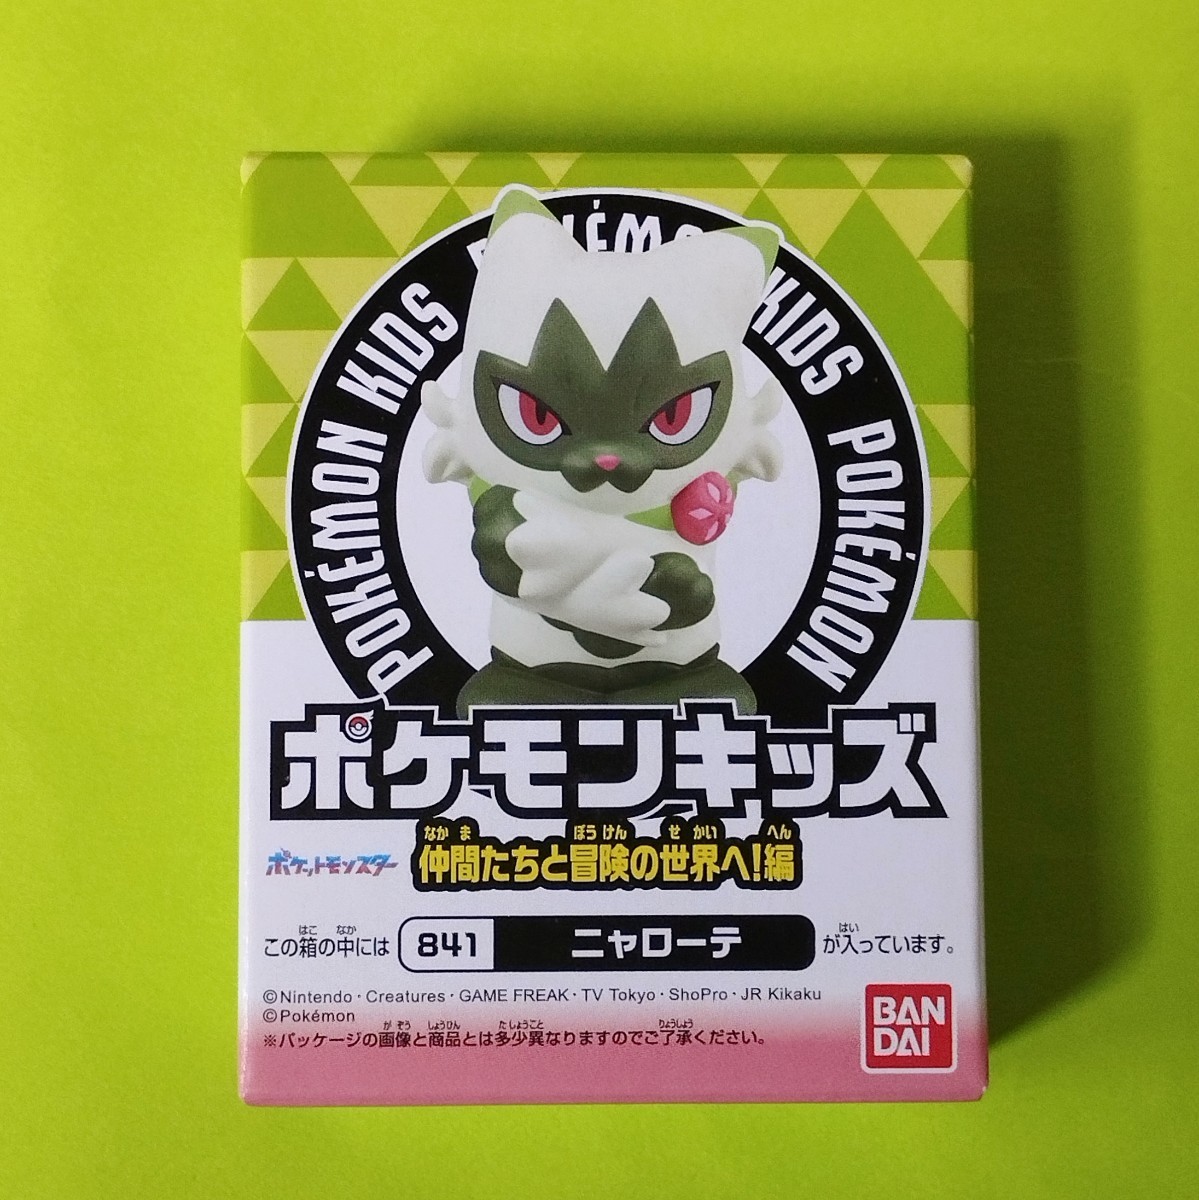 POKÉMON KIDS POKÉMON KIDS POKÉMON
ポケモンキッズ
ポケットモンスター
なかま ぼうけん せかい へん
仲間たちと冒険の世界へ!編
はこ なか はい
この箱の中には 841 ニャローテ が入っています。
©Nintendo・Creatures・GAME FREAK・TV Tokyo・ShoPro・JR Kikaku
©Pokémon
がぞう しょうひん たしょうこと りょうしょう
※パッケージの画像と商品とは多少異なりますのでご了承ください。
BAN
DAI